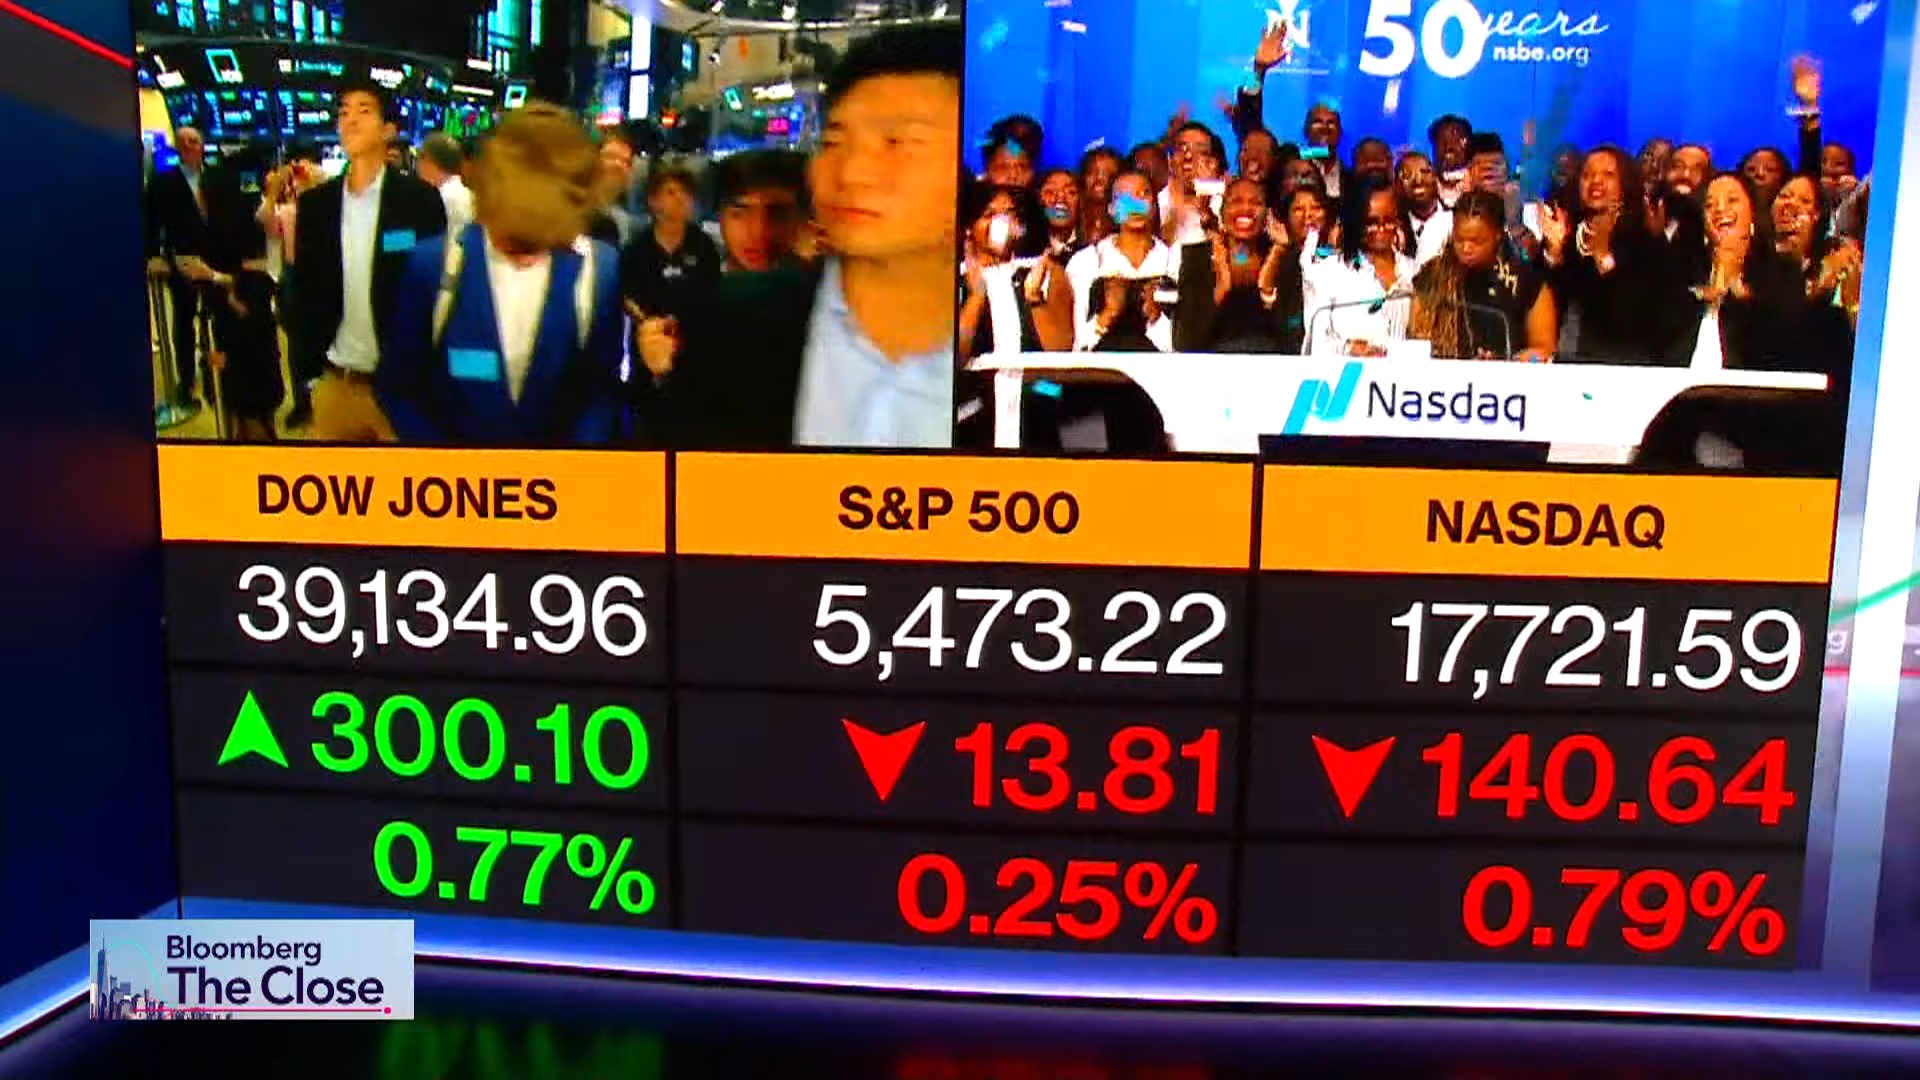 50 years
nsbe.org
Nasdaq
DOW JONES
S&P 500
NASDAQ
39,134.96
5,473.22
17,721.59
300.10
13.81
140.64
0.77%
0.25%
0.79%
Bloomberg
The Close